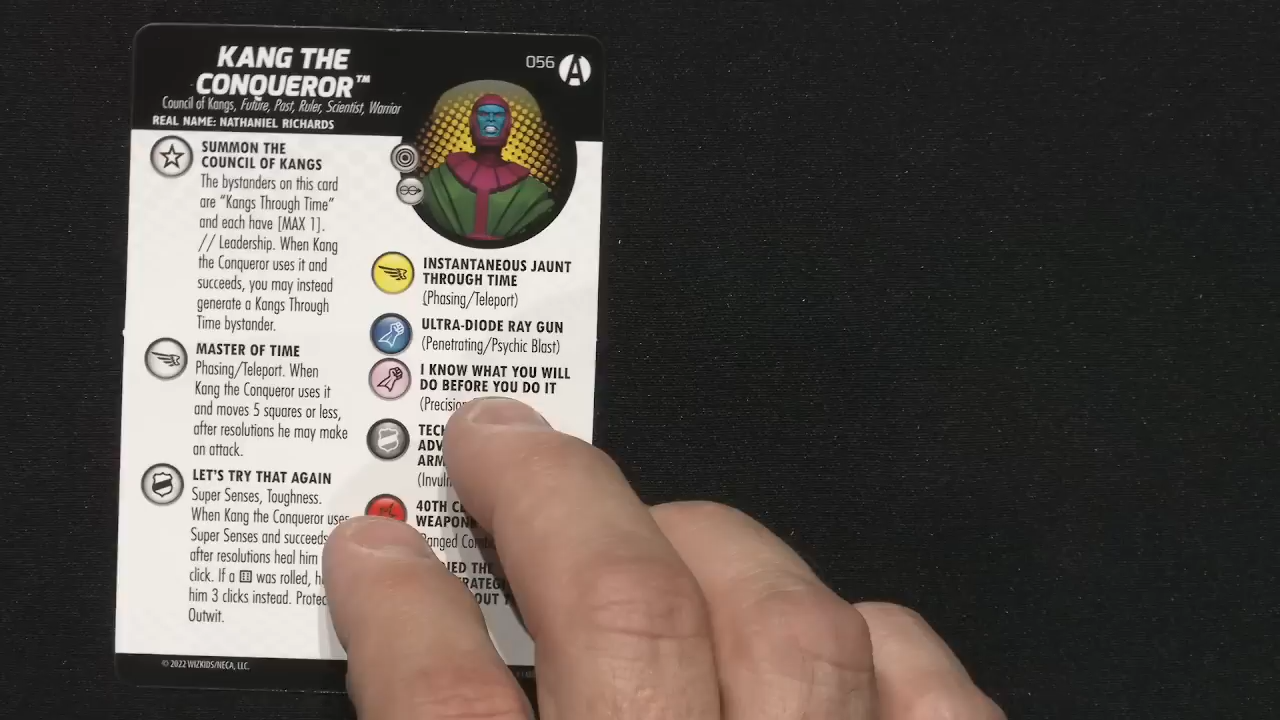 KANG THE
CONQUEROR™
Council of Kangs, Future, Past, Ruler, Scientist, Warrior
REAL NAME: NATHANIEL RICHARDS
056
A
SUMMON THE
COUNCIL OF KANGS
The bystanders on this card
are “Kangs Through Time”
and each have [MAX 1].
// Leadership. When Kang
the Conqueror uses it and
succeeds, you may instead
generate a Kangs Through
Time bystander.
MASTER OF TIME
Phasing/Teleport. When
Kang the Conqueror uses it
and moves 5 squares or less,
after resolutions he may make
an attack.
LET'S TRY THAT AGAIN
Super Senses, Toughness.
When Kang the Conqueror uses
Super Senses and succeeds
after resolutions heal him
click. If a ⚅ was rolled,
him 3 clicks instead.
Outwit.
INSTANTANEOUS JAUNT
THROUGH TIME
(Phasing/Teleport)
ULTRA-DIODE RAY GUN
(Penetrating/Psychic Blast)
I KNOW WHAT YOU WILL
DO BEFORE YOU DO IT
(Precision
40TH
© 2022 WIZKIDS/NECA, LLC.